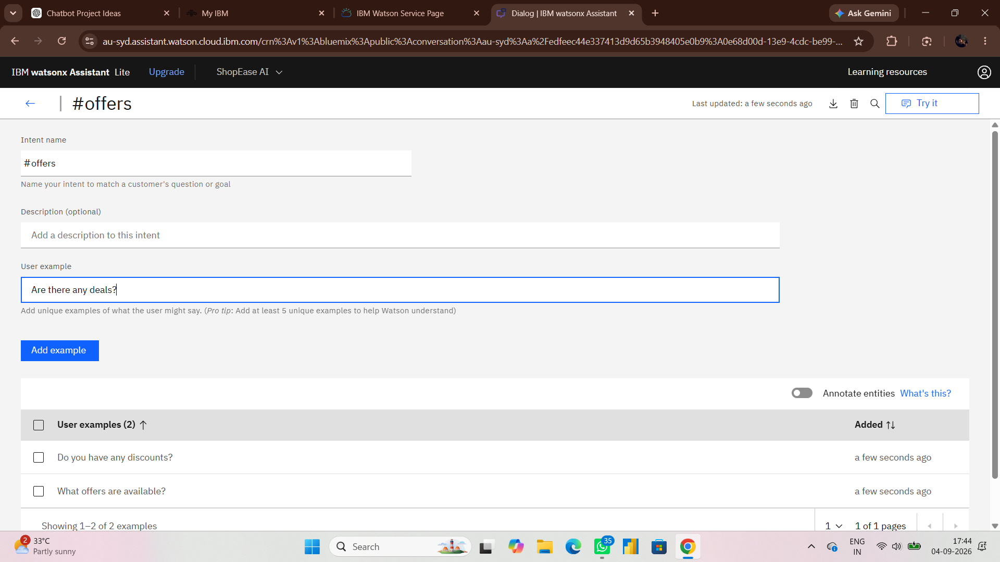 Chatbot Project Ideas
My IBM
IBM Watson Service Page
Dialog | IBM watsonx Assistant
Ask Gemini
au-syd.assistant.watson.cloud.ibm.com/crn%3Av1%3Abluemix%3Apublic%3Aconversation%3Aau-syd%3Aa%2Fedfeec44e337413d9d65b3948405e0b9%3A0e68d00d-13e9-4cdc-be99-...
IBM watsonx Assistant Lite
Upgrade
ShopEase AI
Learning resources
#offers
Last updated: a few seconds ago
Try it
Intent name
#offers
Name your intent to match a customer's question or goal
Description (optional)
Add a description to this intent
User example
Are there any deals?
Add unique examples of what the user might say. (Pro tip: Add at least 5 unique examples to help Watson understand)
Add example
Annotate entities What's this?
User examples (2)
Added
Do you have any discounts?
a few seconds ago
What offers are available?
a few seconds ago
Showing 1–2 of 2 examples
1
1 of 1 pages
2
33°C
Partly sunny
Search
35
ENG
IN
17:44
04-09-2026